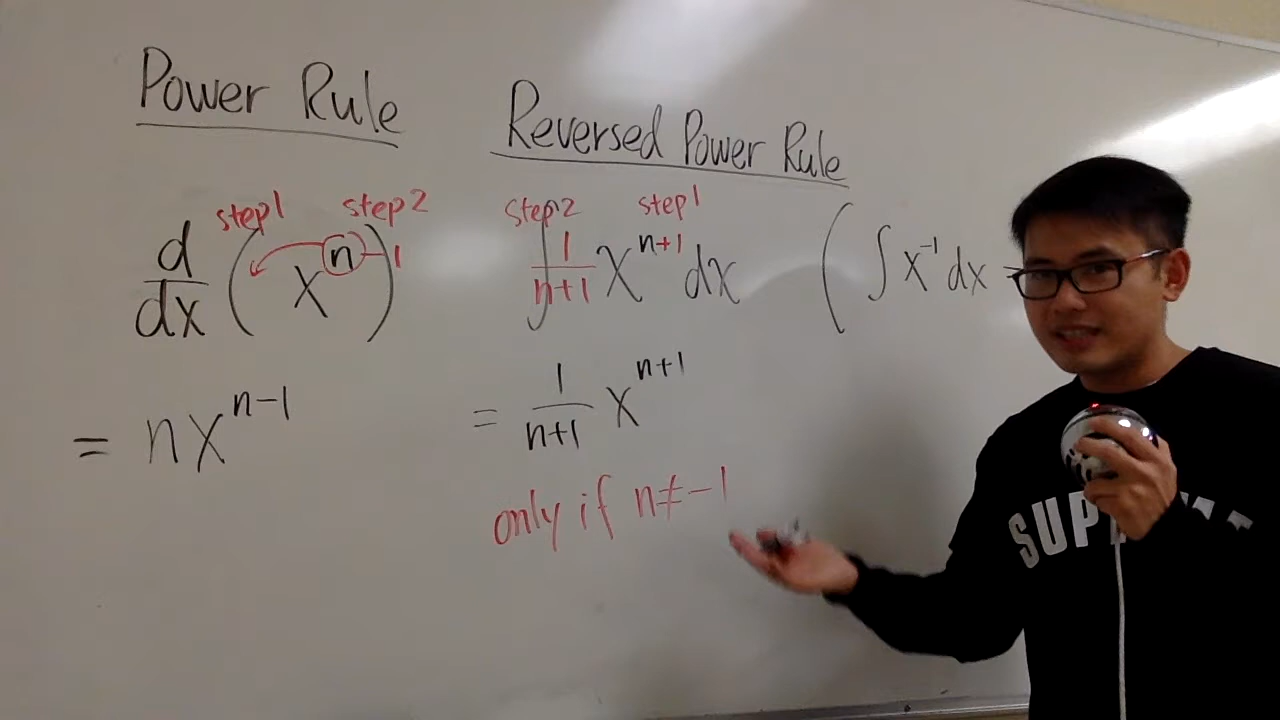 Power Rule
step1 step2
d/dx (x^n-1)
= nx^{n-1}
Reversed Power Rule
step2 step1
∫ 1/(n+1) x^{n+1} dx
= 1/(n+1) x^{n+1}
only if n≠-1
(∫ x^{-1} dx =